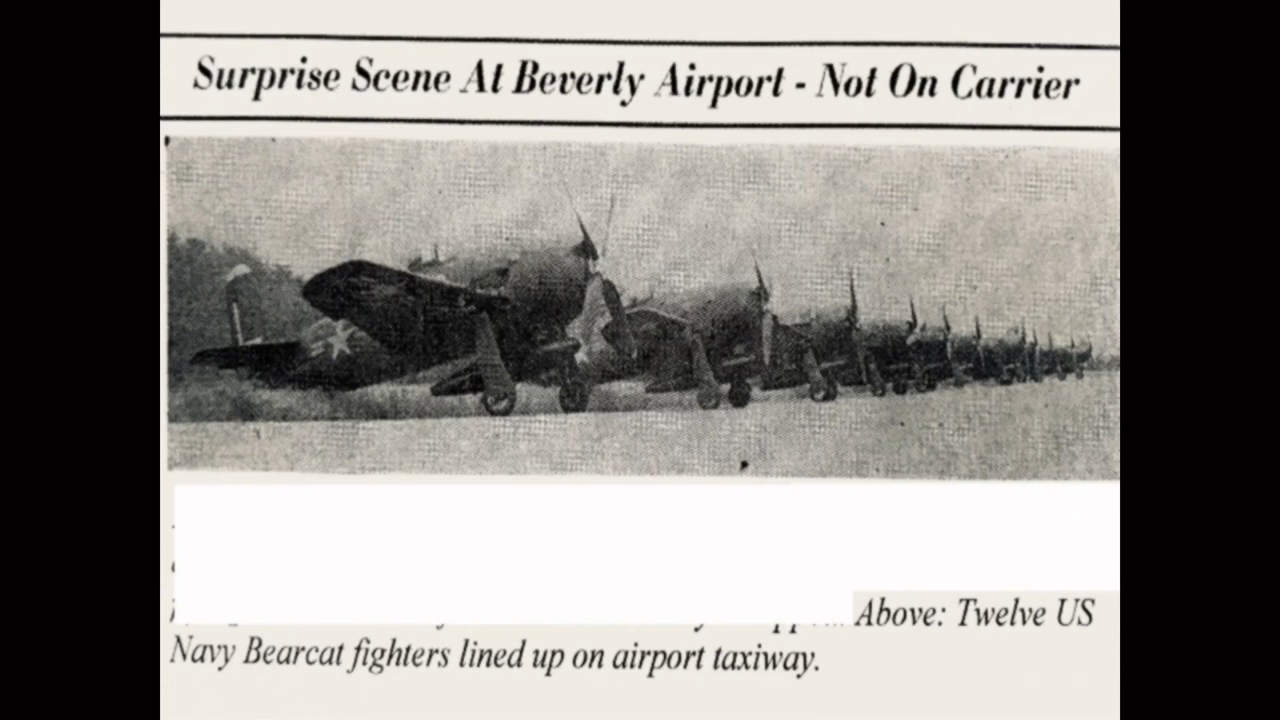 Surprise Scene At Beverly Airport - Not On Carrier
Above: Twelve US
Navy Bearcat fighters lined up on airport taxiway.